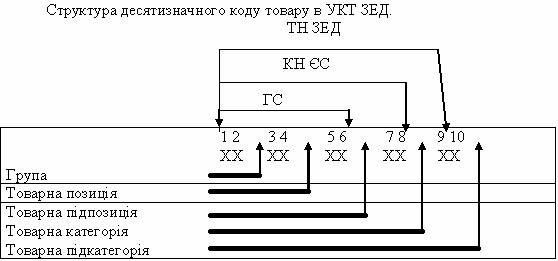 Структура десятизначного коду товару в УКТ ЗЕД.
ТН ЗЕД
КН ЄС
ГС
1 2 3 4 5 6 7 8 9 10
ХХ ХХ ХХ ХХ ХХ
Група
Товарна позиція
Товарна підпозиція
Товарна категорія
Товарна підкатегорія